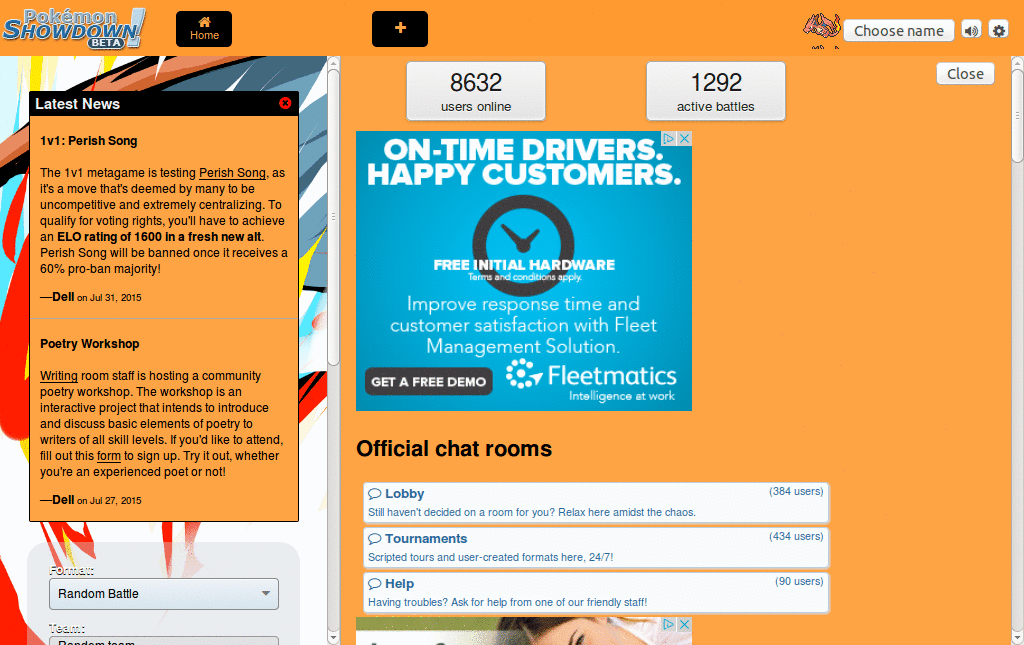 Pokémon
SHOWDOWN!
BETA
Home
+
Choose name
Latest News
1v1: Perish Song
The 1v1 metagame is testing Perish Song, as
it's a move that's deemed by many to be
uncompetitive and extremely centralizing. To
qualify for voting rights, you'll have to achieve
an ELO rating of 1600 in a fresh new alt.
Perish Song will be banned once it receives a
60% pro-ban majority!
—Dell on Jul 31, 2015
Poetry Workshop
Writing room staff is hosting a community
poetry workshop. The workshop is an
interactive project that intends to introduce
and discuss basic elements of poetry to
writers of all skill levels. If you'd like to attend,
fill out this form to sign up. Try it out, whether
you're an experienced poet or not!
—Dell on Jul 27, 2015
Format:
Random Battle
Team:
Random team
8632
users online
1292
active battles
Close
ON-TIME DRIVERS.
HAPPY CUSTOMERS.
FREE INITIAL HARDWARE
Terms and conditions apply.
Improve response time and
customer satisfaction with Fleet
Management Solution.
GET A FREE DEMO
Fleetmatics
Intelligence at work
Official chat rooms
Lobby (384 users)
Still haven't decided on a room for you? Relax here amidst the chaos.
Tournaments (434 users)
Scripted tours and user-created formats here, 24/7!
Help (90 users)
Having troubles? Ask for help from one of our friendly staff!